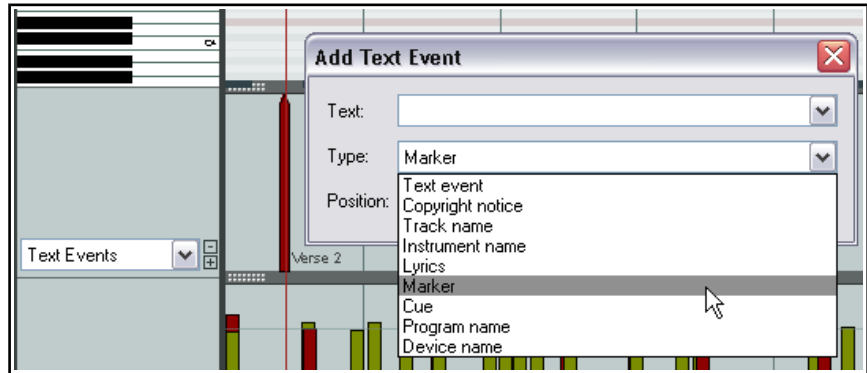 Add Text Event
Text:
Type: Marker
Position:
Text event
Copyright notice
Track name
Instrument name
Lyrics
Marker
Cue
Program name
Device name
Text Events
Verse 2